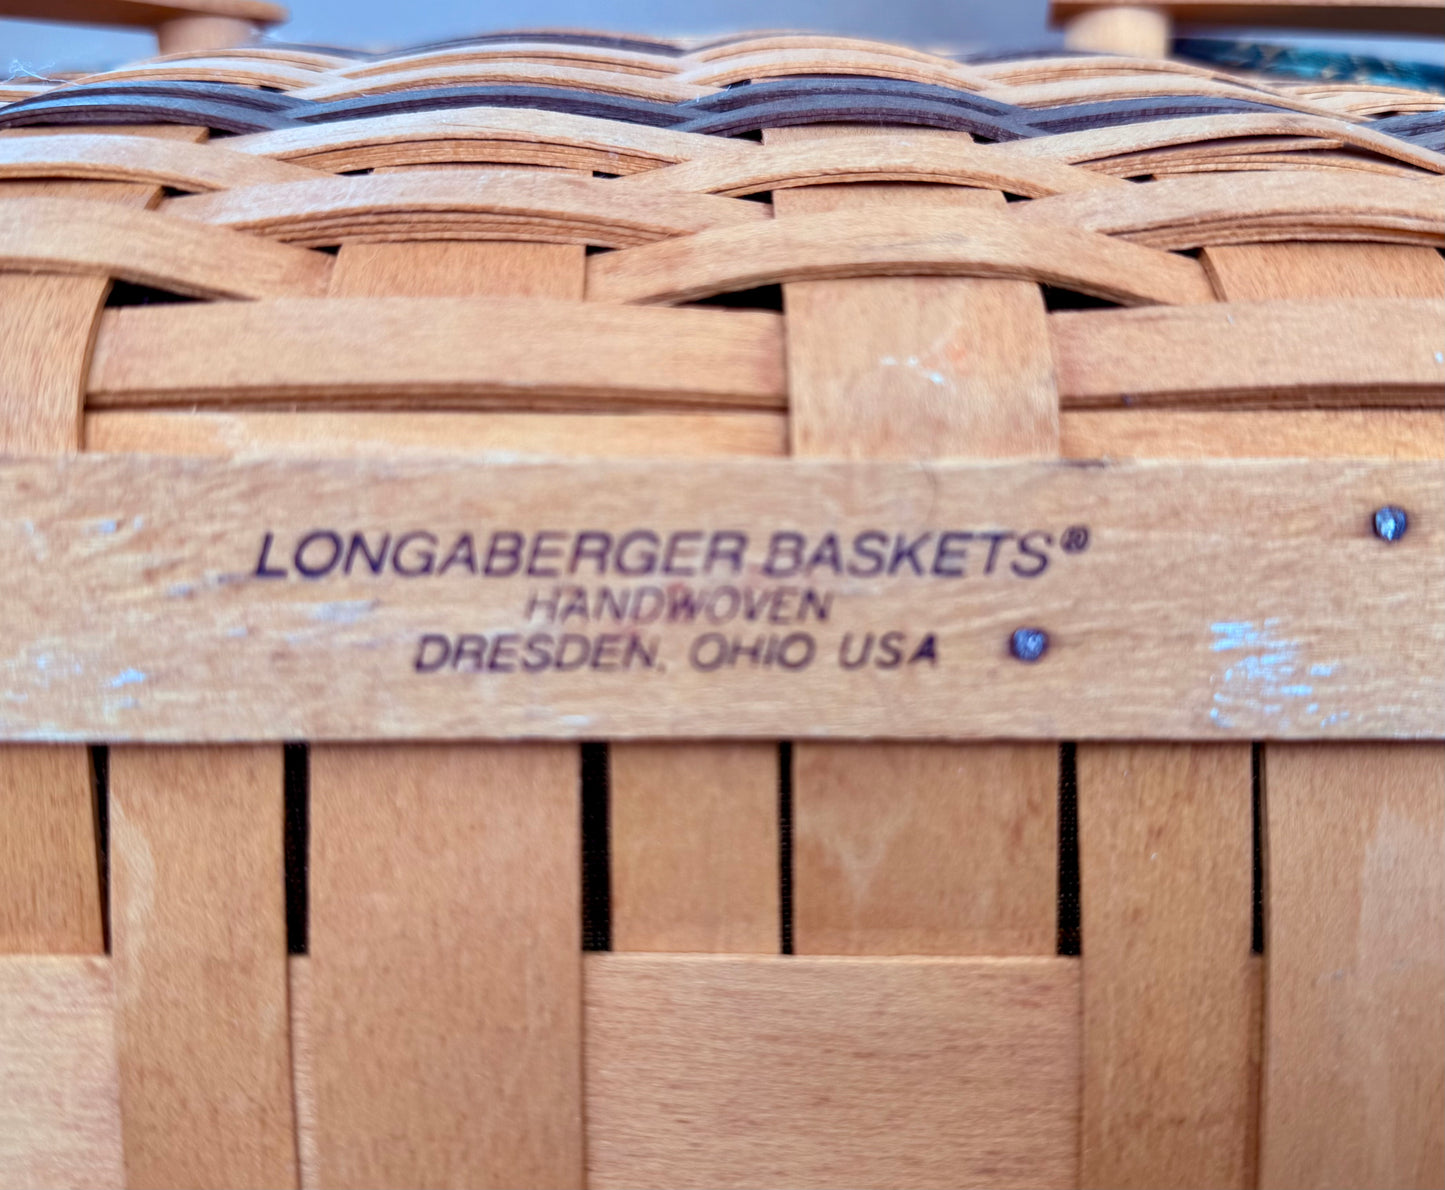 LONGABERGER BASKETS®
HANDWOVEN
DRESDEN, OHIO USA